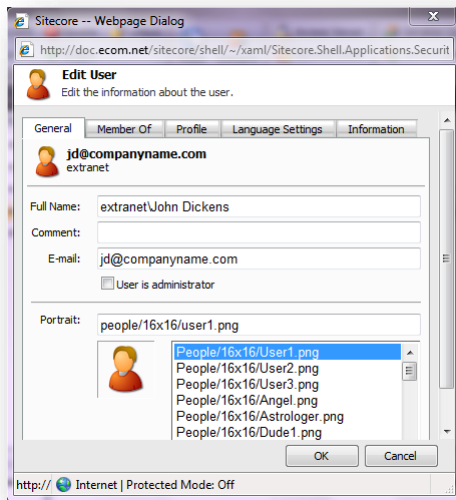 Sitecore -- Webpage Dialog
X
http://doc.ecom.net/sitecore/shell/~/xaml/Sitecore.Shell.Applications.Securit
Edit User
Edit the information about the user.
General Member Of Profile Language Settings Information
jd@companyname.com
extranet
Full Name: extranet\John Dickens
Comment:
E-mail: jd@companyname.com
User is administrator
Portrait: people/16x16/user1.png
People/16x16/User1.png
People/16x16/User2.png
People/16x16/User3.png
People/16x16/Angel.png
People/16x16/Astrologer.png
People/16x16/Dude1.png
OK Cancel
http:// Internet | Protected Mode: Off